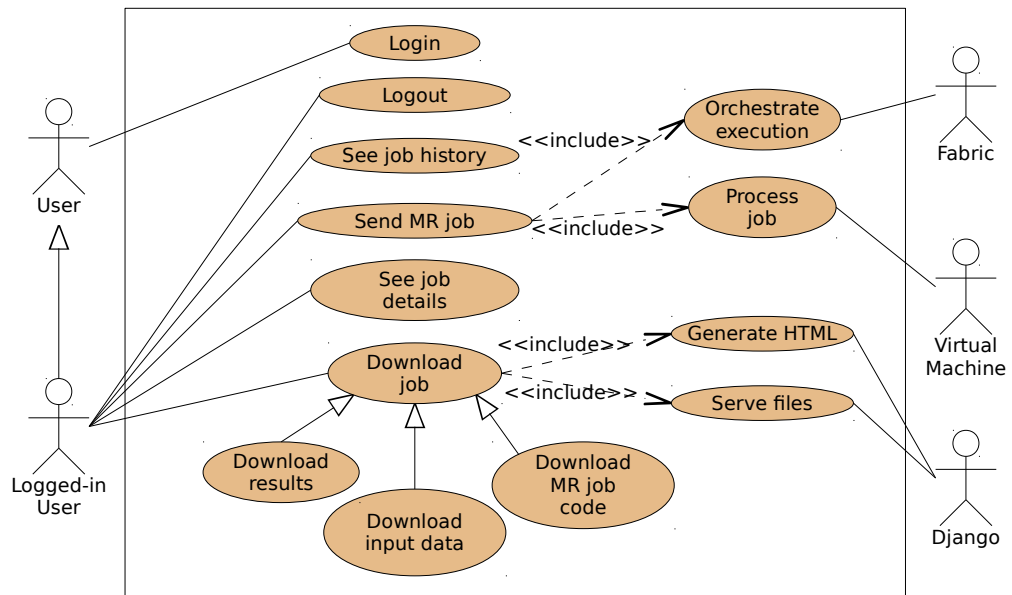 Login
Logout
Orchestrate
execution
<<include>>
See job history
Fabric
User
Process
job
Send MR job
<<include>>
See job
details
Generate HTML
<<include>>
Virtual
Machine
Download
job
<<include>>
Serve files
Download
results
Download
MR job
code
Logged-in
User
Download
input data
Django